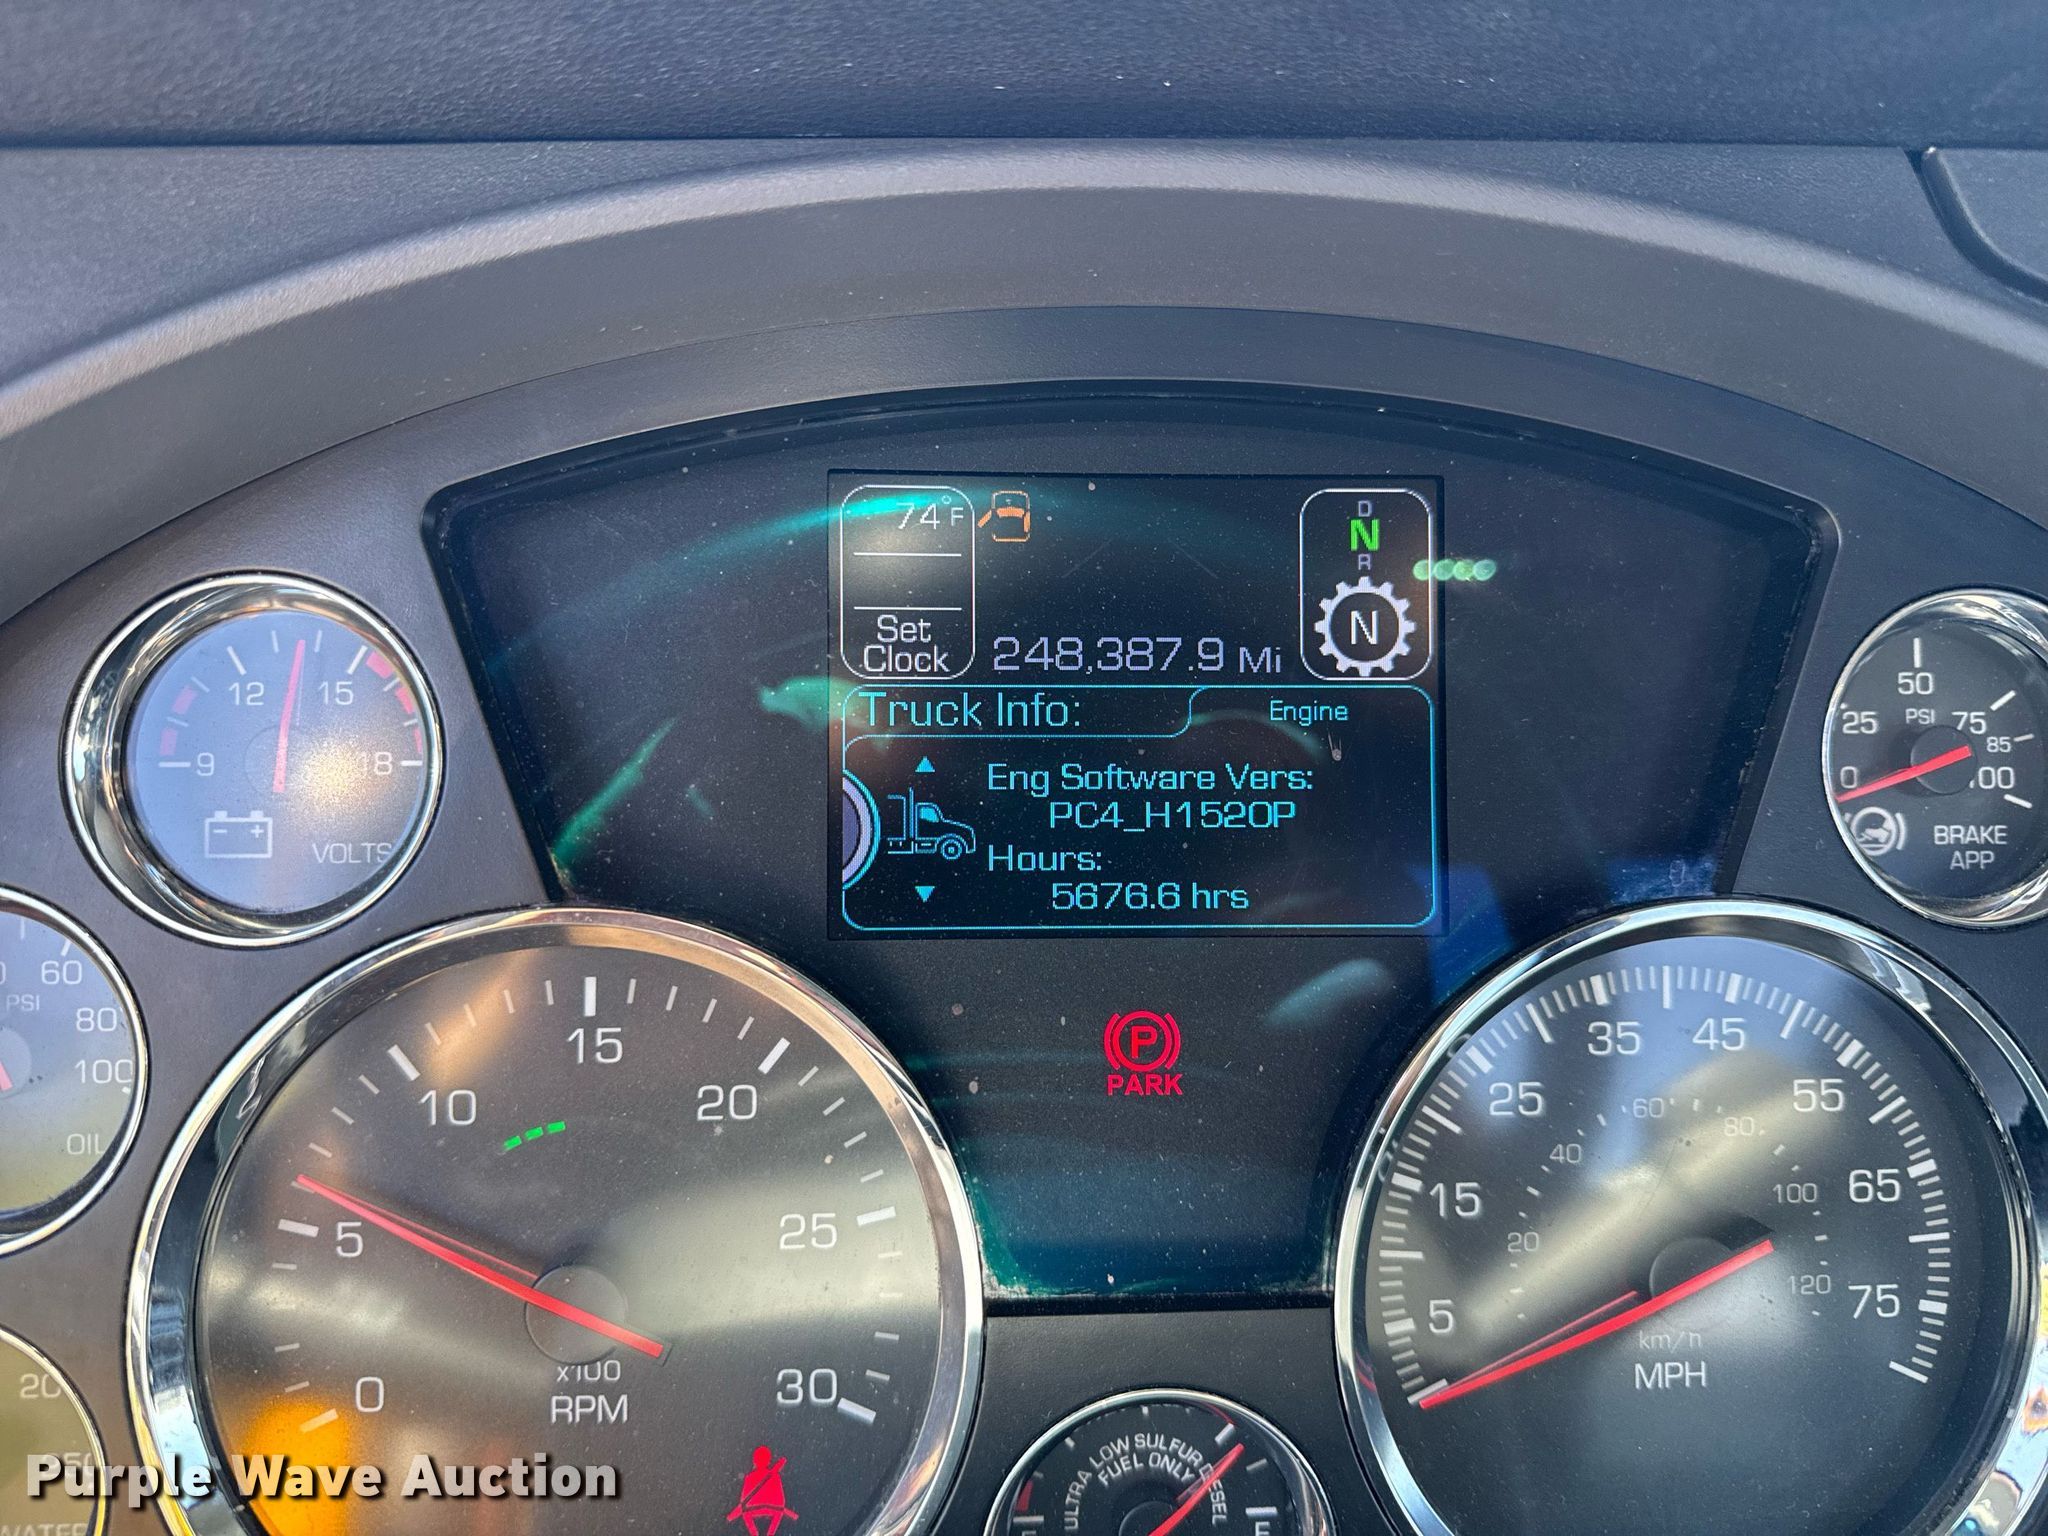 74°F
Set
Clock
248,387.9 Mi
D
N
R
N
Truck Info:
Engine
Eng Software Vers:
PC4_H1520P
Hours:
5676.6 hrs
9
12
15
18
VOLTS
0
25
50
75
85
100
PSI
BRAKE
APP
60
80
100
PSI
OIL
PARK
0
5
10
15
20
25
30
x100
RPM
5
15
25
35
45
55
65
75
20
40
60
80
100
120
km/h
MPH
ULTRA LOW SULFUR DIESEL
FUEL ONLY
WATER
Purple Wave Auction